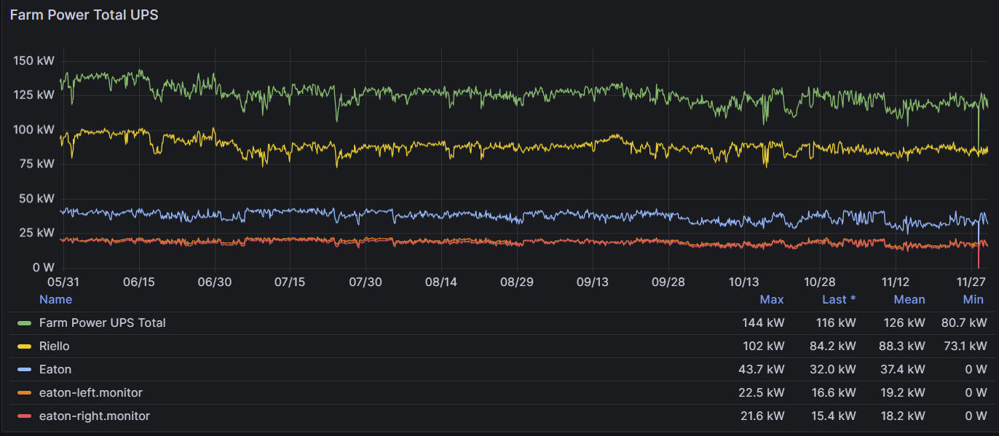 Farm Power Total UPS
150 kW
125 kW
100 kW
75 kW
50 kW
25 kW
0 W
05/31 06/15 06/30 07/15 07/30 08/14 08/29 09/13 09/28 10/13 10/28 11/12 11/27
Name Max Last * Mean Min
Farm Power UPS Total 144 kW 116 kW 126 kW 80.7 kW
Riello 102 kW 84.2 kW 88.3 kW 73.1 kW
Eaton 43.7 kW 32.0 kW 37.4 kW 0 W
eaton-left.monitor 22.5 kW 16.6 kW 19.2 kW 0 W
eaton-right.monitor 21.6 kW 15.4 kW 18.2 kW 0 W